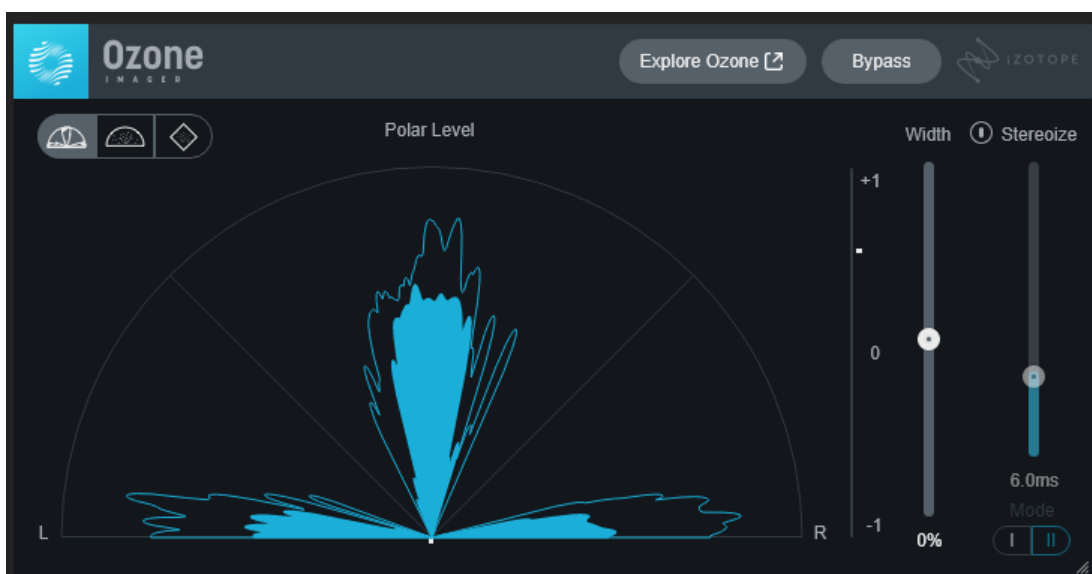 Ozone
IMAGER
Explore Ozone
Bypass
iZOTOPE
Polar Level
Width
Stereoize
+1
0
-1
L
R
0%
6.0ms
Mode
I
II